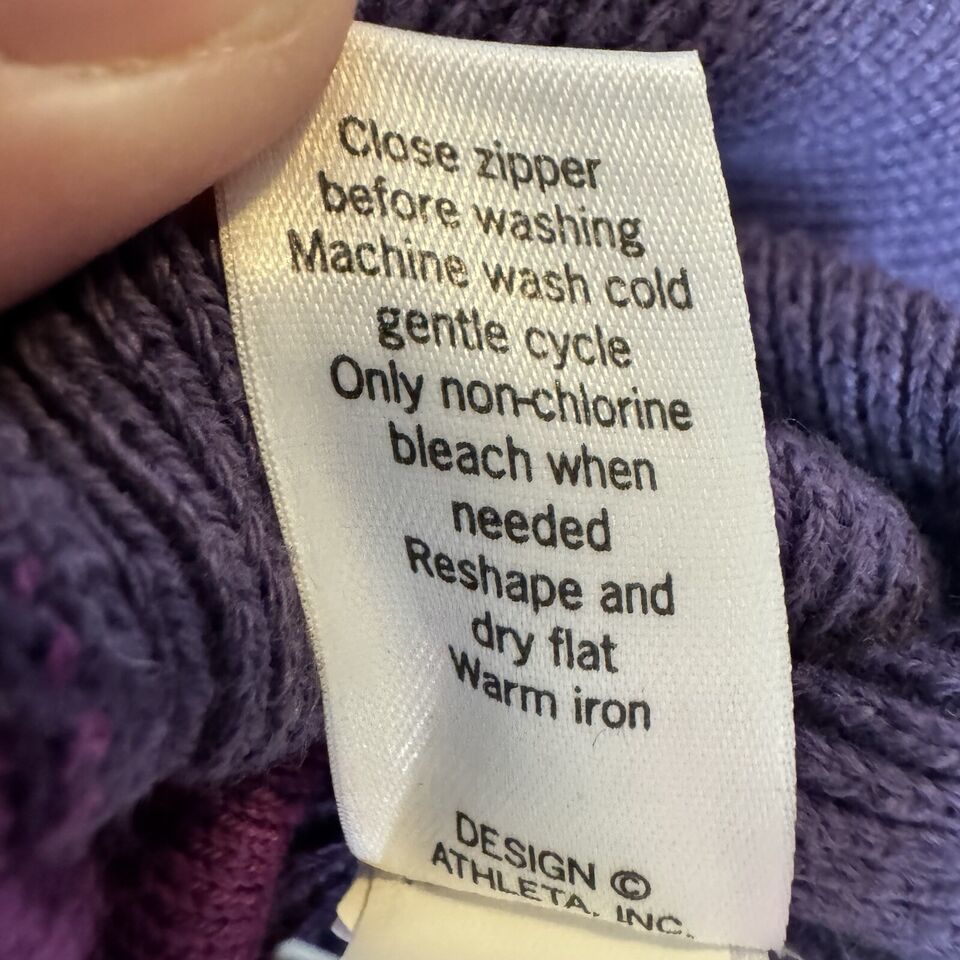 Close zipper
before washing
Machine wash cold
gentle cycle
Only non-chlorine
bleach when
needed
Reshape and
dry flat
Warm iron
DESIGN ©
ATHLETA, INC.